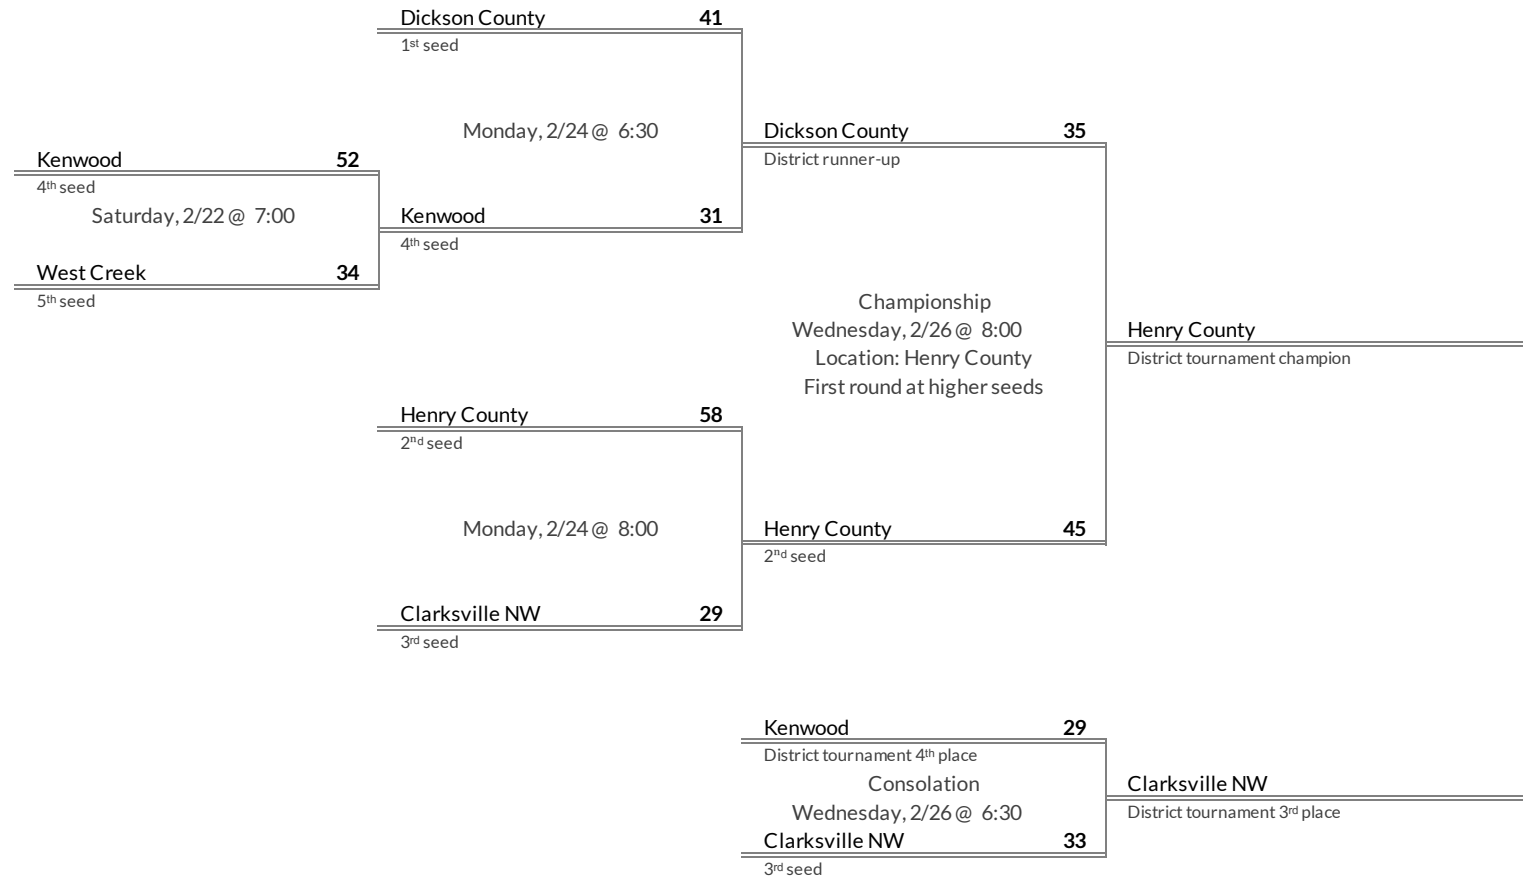 Dickson County 41
1st seed
Monday, 2/24 @ 6:30
Dickson County 35
District runner-up
Kenwood 52
4th seed
Saturday, 2/22 @ 7:00
Kenwood 31
4th seed
West Creek 34
5th seed
Championship
Wednesday, 2/26 @ 8:00
Location: Henry County
First round at higher seeds
Henry County
District tournament champion
Henry County 58
2nd seed
Monday, 2/24 @ 8:00
Henry County 45
2nd seed
Clarksville NW 29
3rd seed
Kenwood 29
District tournament 4th place
Consolation
Wednesday, 2/26 @ 6:30
Clarksville NW 33
3rd seed
Clarksville NW
District tournament 3rd place